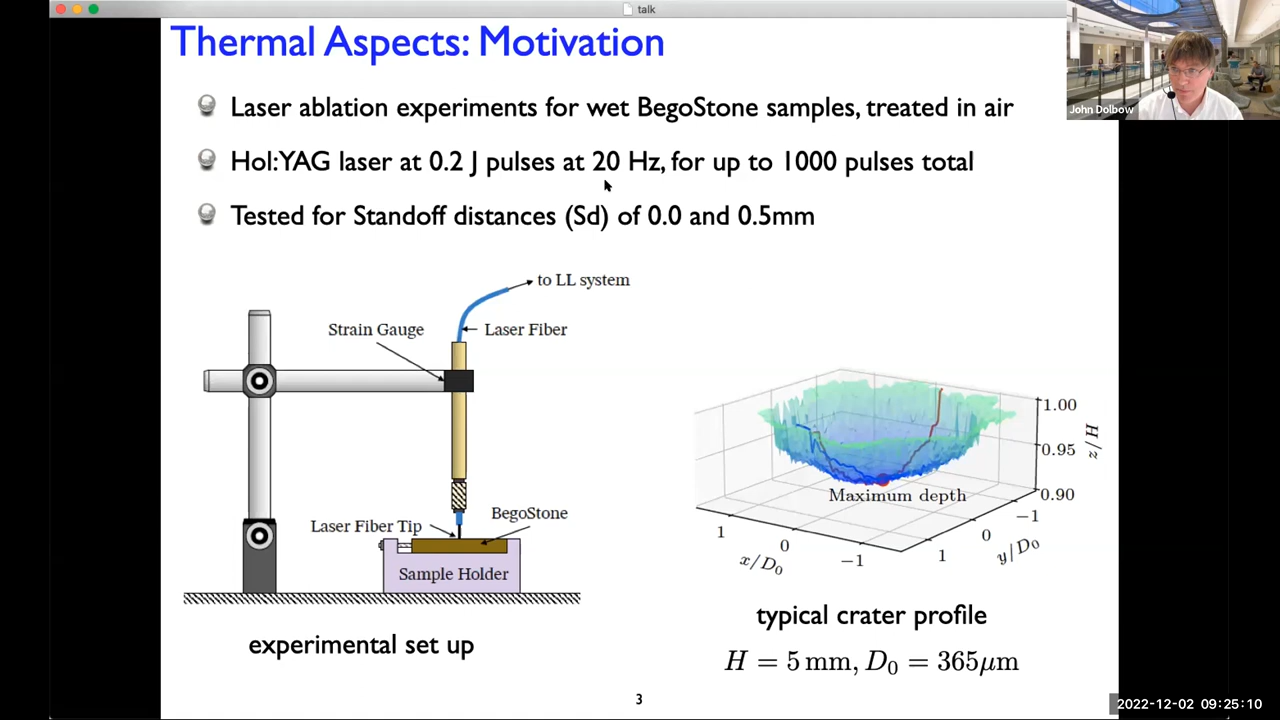 talk
Thermal Aspects: Motivation
John Dolbow
Laser ablation experiments for wet BegoStone samples, treated in air
Hol:YAG laser at 0.2 J pulses at 20 Hz, for up to 1000 pulses total
Tested for Standoff distances (Sd) of 0.0 and 0.5mm
to LL system
Strain Gauge
Laser Fiber
Laser Fiber Tip
BegoStone
Sample Holder
experimental set up
1.00
0.95
0.90
z/H
Maximum depth
1
0
−1
x/D₀
1
0
−1
y/D₀
typical crater profile
H = 5 mm, D₀ = 365μm
3
2022-12-02 09:25:10